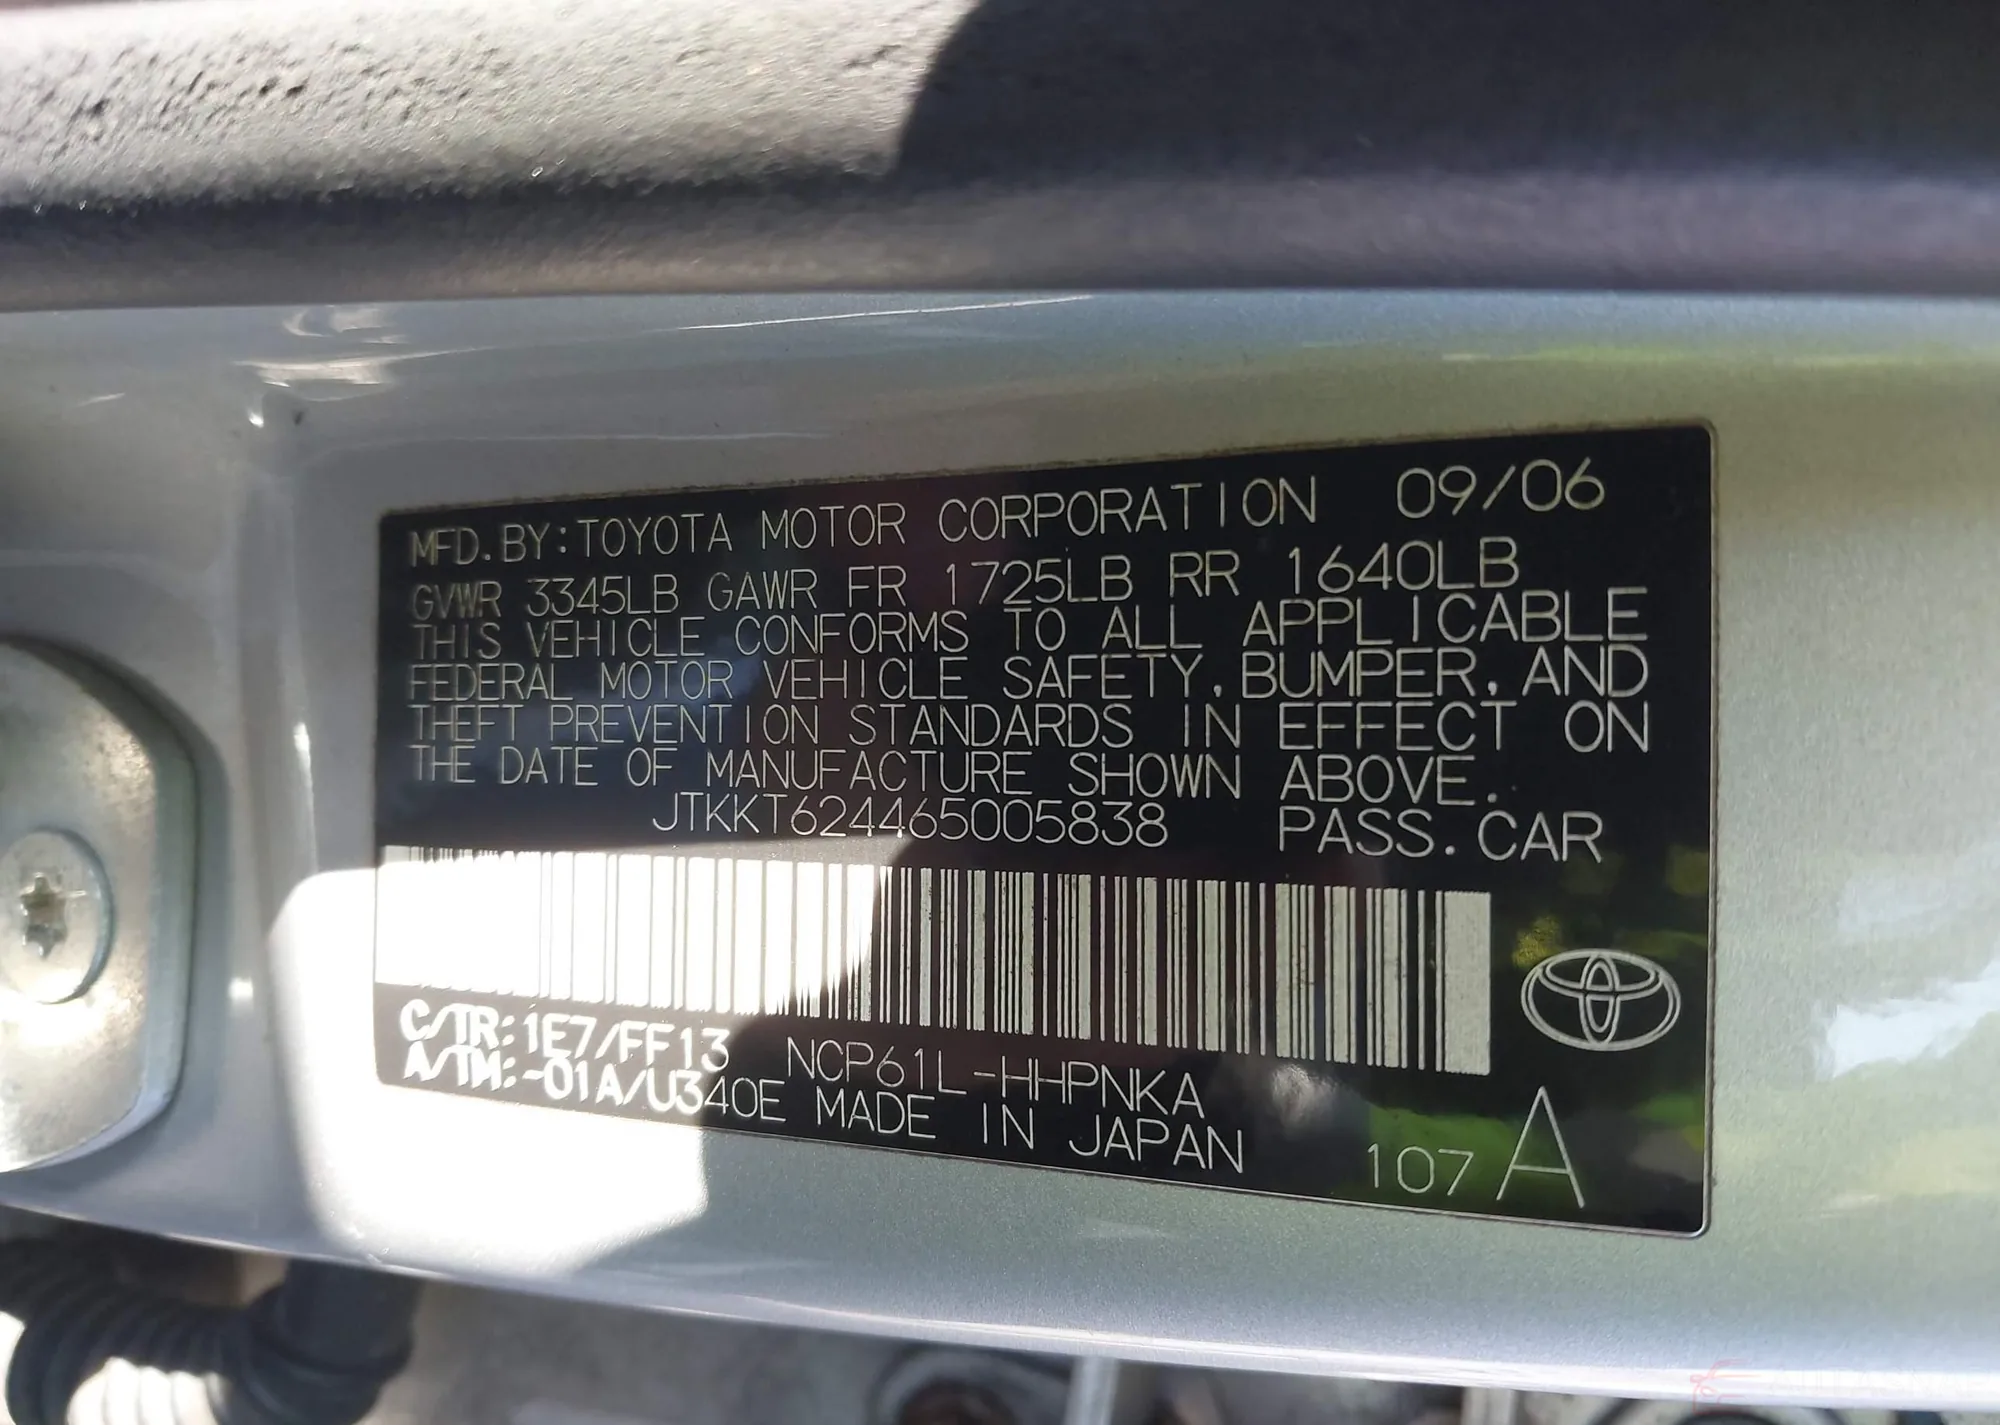 MFD.BY:TOYOTA MOTOR CORPORATION 09/06
GVWR 3345LB GAWR FR 1725LB RR 1640LB
THIS VEHICLE CONFORMS TO ALL APPLICABLE
FEDERAL MOTOR VEHICLE SAFETY, BUMPER, AND
THEFT PREVENTION STANDARDS IN EFFECT ON
THE DATE OF MANUFACTURE SHOWN ABOVE.
JTKKT624465005838 PASS.CAR
C/TR:1E7/FF13 NCP61L-HHPNKA
A/TM:-01A/U340E MADE IN JAPAN
107 A